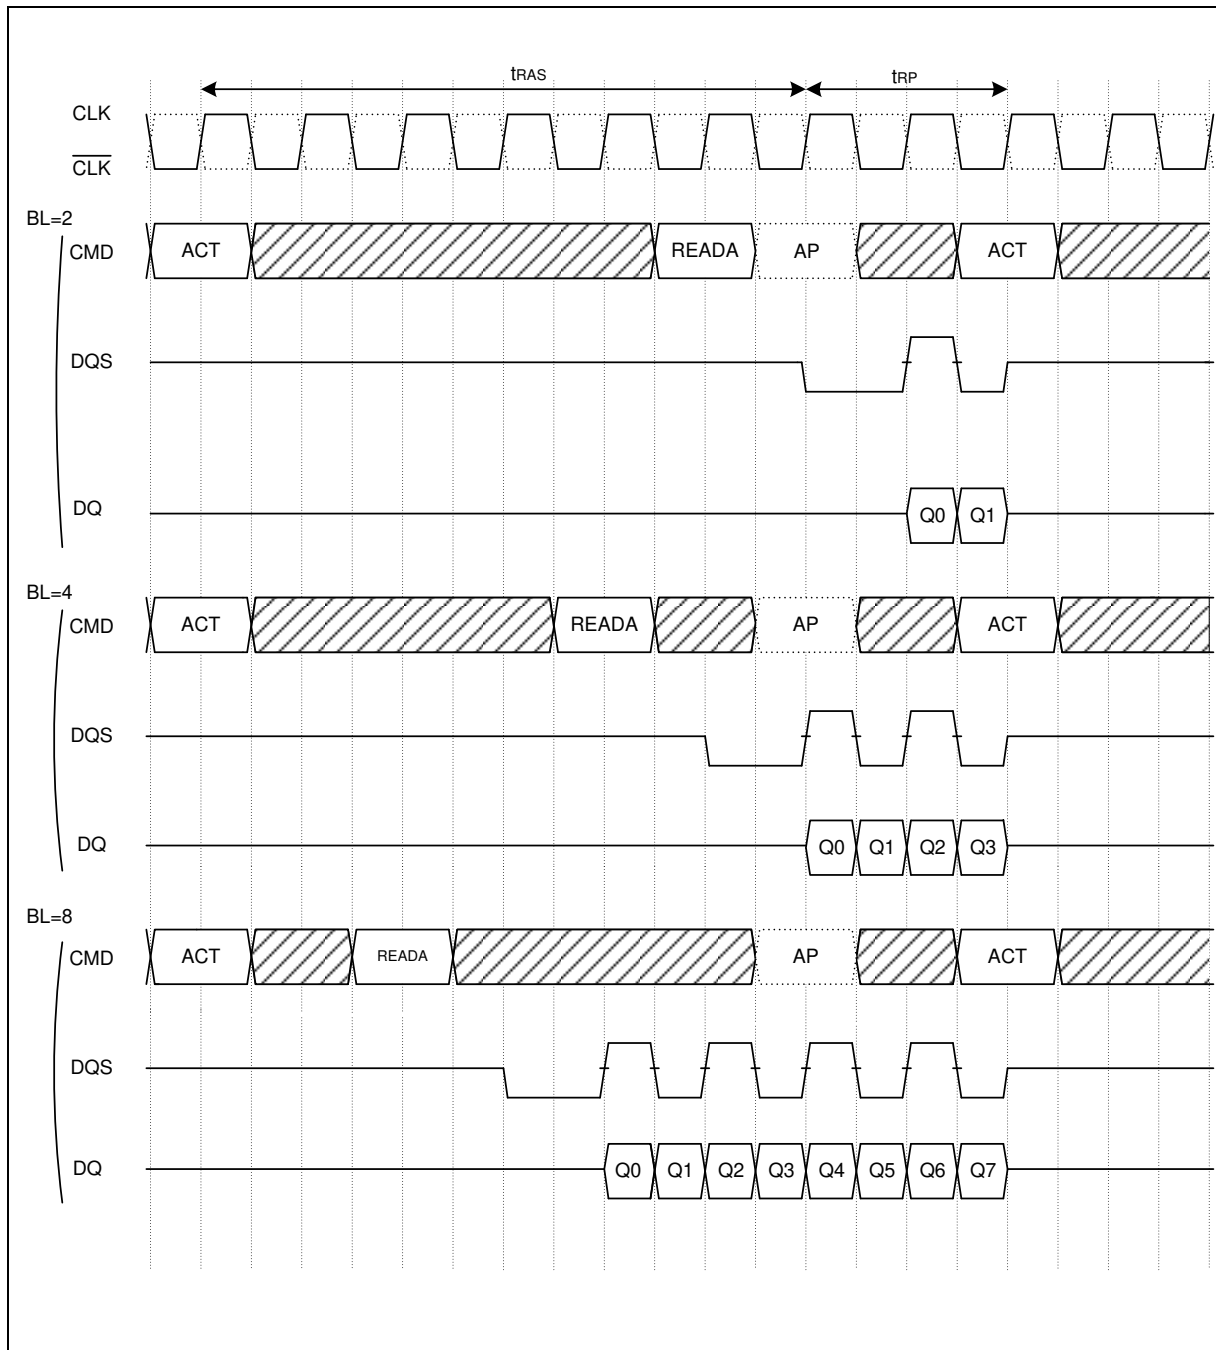 tRAS tRP
CLK
CLK
BL=2
CMD ACT READA AP ACT
DQS
DQ Q0 Q1
BL=4
CMD ACT READA AP ACT
DQS
DQ Q0 Q1 Q2 Q3
BL=8
CMD ACT READA AP ACT
DQS
DQ Q0 Q1 Q2 Q3 Q4 Q5 Q6 Q7